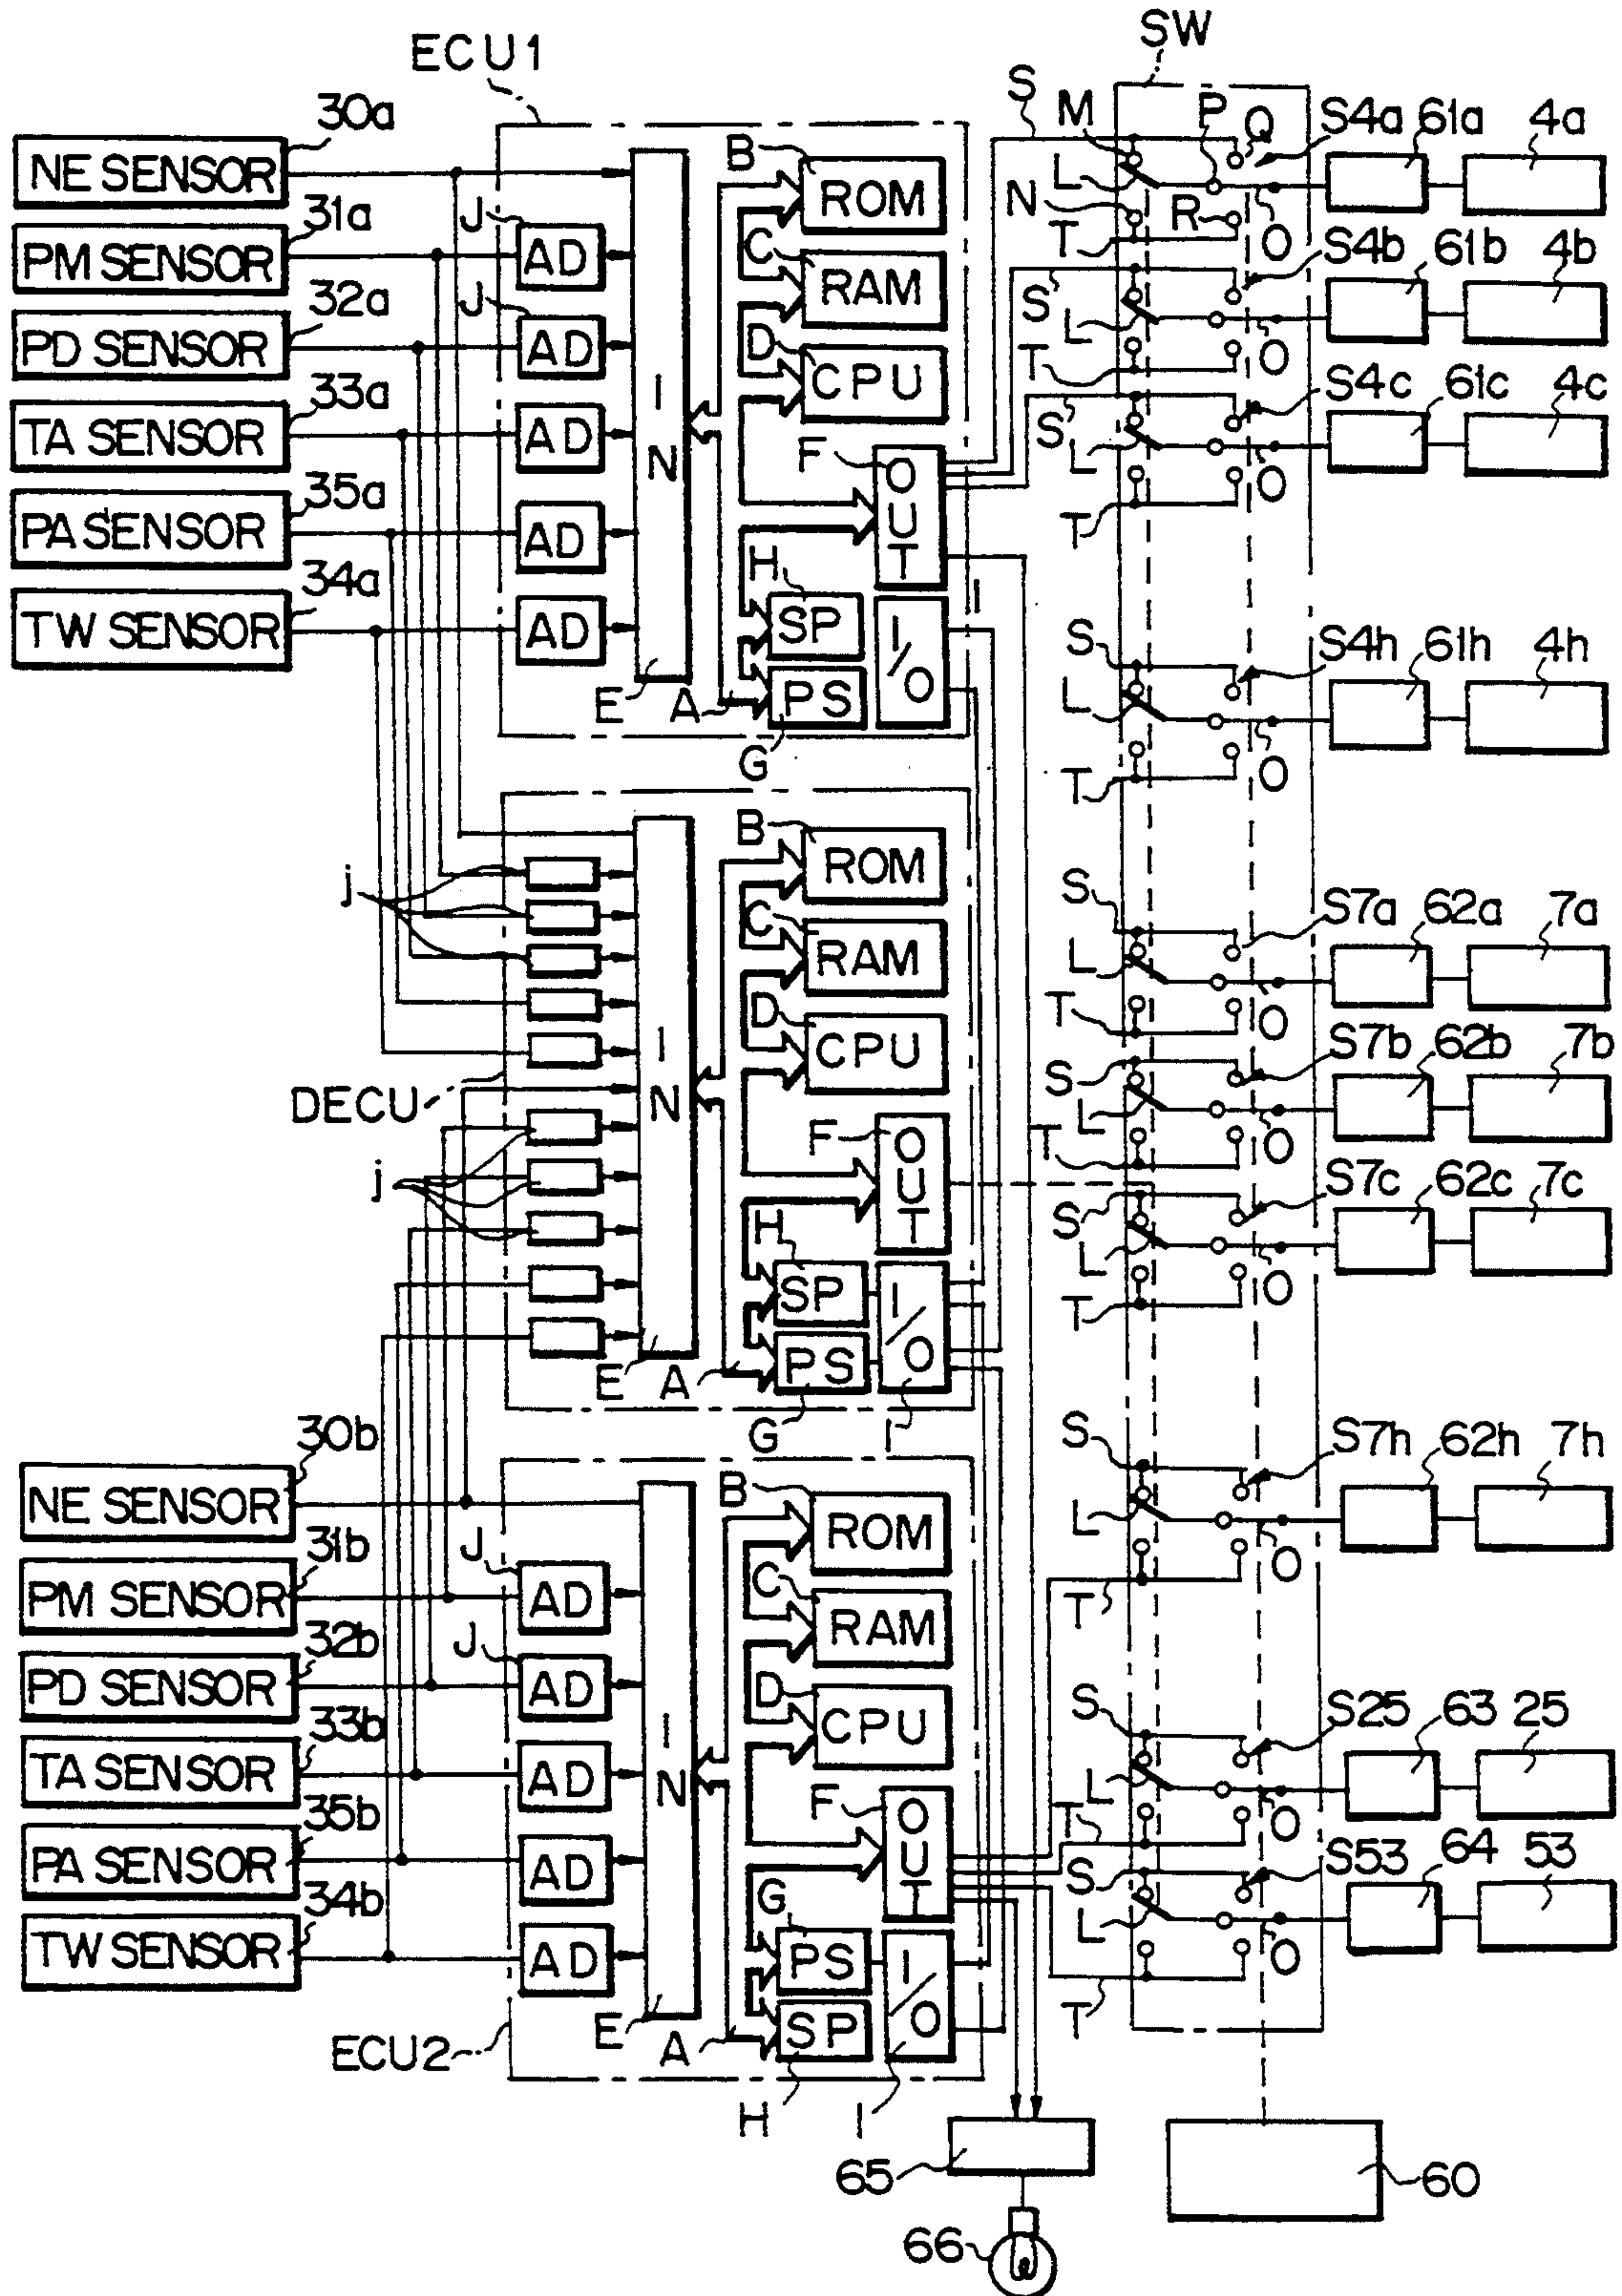 ECU1
SW
30a
NE SENSOR
31a
PM SENSOR
32a
PD SENSOR
33a
TA SENSOR
35a
PA SENSOR
34a
TW SENSOR
J
AD
J
AD
AD
AD
AD
IN
E
A
B
ROM
C
RAM
D
CPU
F
OUT
H
SP
PS
G
I/O
I
S
M
P
Q
S4a
61a
4a
L
N
R
T
O
S
S4b
61b
4b
L
T
O
S
S4c
61c
4c
L
T
O
S
S4h
61h
4h
L
T
O
DECU
j
j
IN
E
A
B
ROM
C
RAM
D
CPU
F
OUT
H
SP
PS
G
I/O
I
S
S7a
62a
7a
L
T
O
S
S7b
62b
7b
L
T
O
S
S7c
62c
7c
L
T
O
S
S7h
62h
7h
L
T
O
30b
NE SENSOR
31b
PM SENSOR
32b
PD SENSOR
33b
TA SENSOR
35b
PA SENSOR
34b
TW SENSOR
ECU2
J
AD
J
AD
AD
AD
AD
IN
E
A
B
ROM
C
RAM
D
CPU
F
OUT
G
PS
SP
H
I/O
I
S
S25
63
25
L
T
O
S
S53
64
53
L
T
O
65
66
60